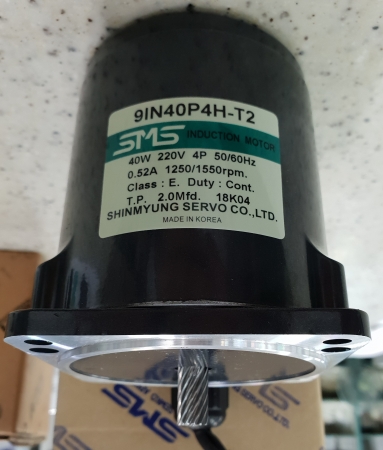 9IN40P4H-T2
SMS INDUCTION MOTOR
40W 220V 4P 50/60Hz
0.52A 1250/1550rpm.
Class : E. Duty : Cont.
T.P. 2.0Mfd. 18K04
SHINMYUNG SERVO CO.,LTD.
MADE IN KOREA
SMS